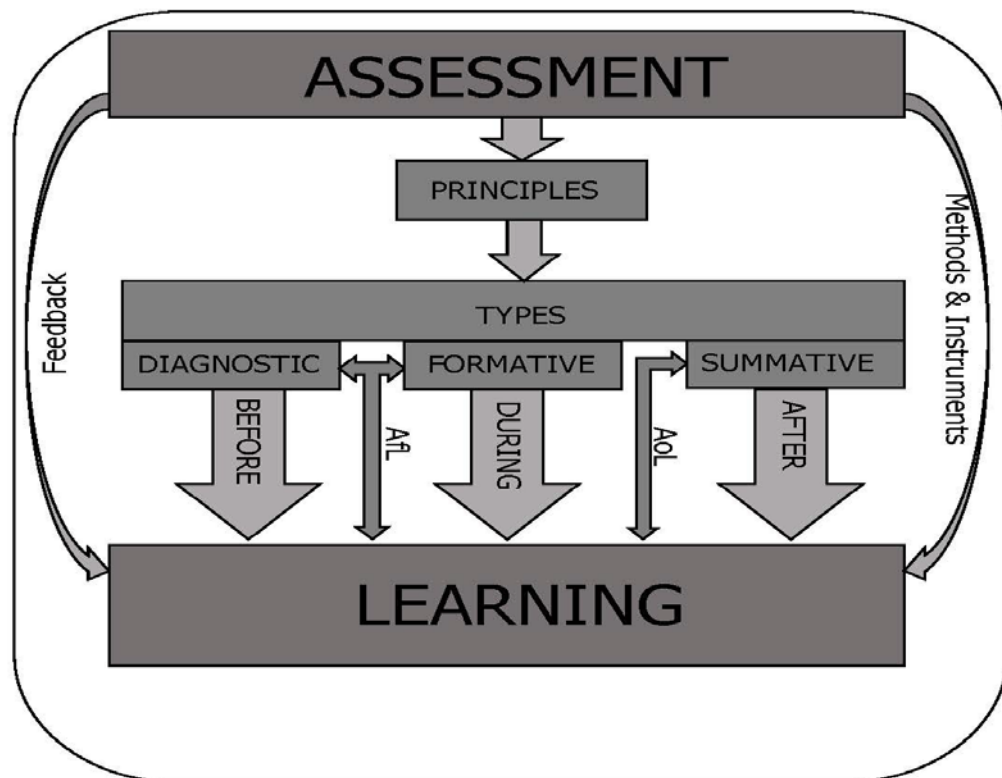 ASSESSMENT
PRINCIPLES
Feedback
Methods & Instruments
TYPES
DIAGNOSTIC
FORMATIVE
SUMMATIVE
BEFORE
AfL
DURING
AoL
AFTER
LEARNING